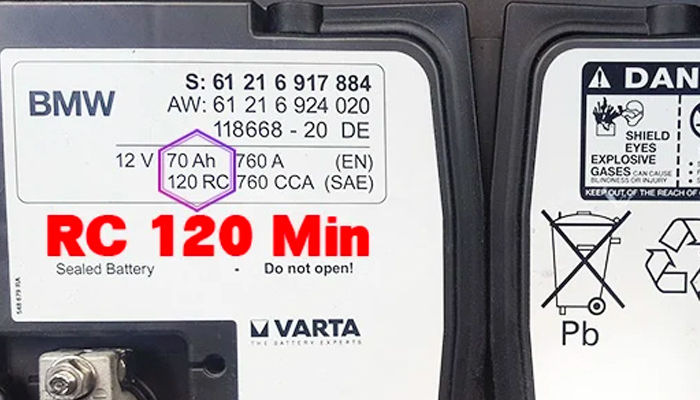 BMW
S: 61 21 6 917 884
AW: 61 21 6 924 020
118668 - 20 DE
12 V 70 Ah 760 A (EN)
120 RC 760 CCA (SAE)
RC 120 Min
Sealed Battery - Do not open!
VARTA
THE BATTERY EXPERTS
DAN
SHIELD
EYES
EXPLOSIVE
GASES CAN CAUSE
BLINDNESS OR INJURY
KEEP OUT OF THE REACH OF
Pb